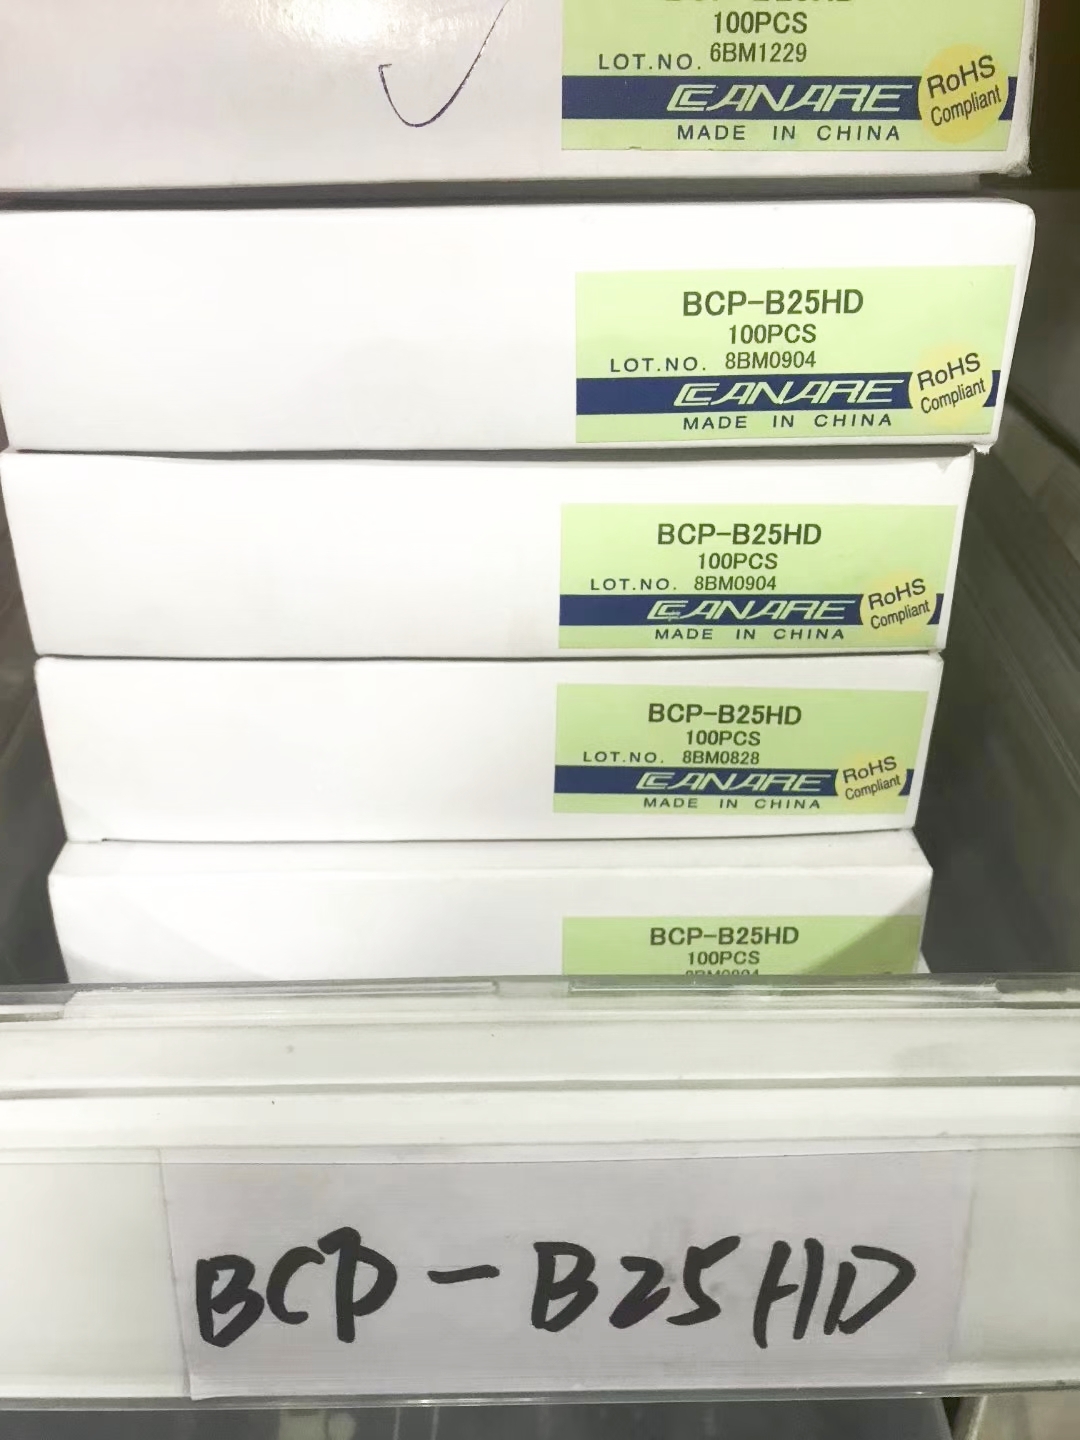 100PCS
LOT.NO. 6BM1229
CANARE
MADE IN CHINA
RoHS
Compliant
BCP-B25HD
100PCS
LOT.NO. 8BM0904
CANARE
MADE IN CHINA
RoHS
Compliant
BCP-B25HD
100PCS
LOT.NO. 8BM0904
CANARE
MADE IN CHINA
RoHS
Compliant
BCP-B25HD
100PCS
LOT.NO. 8BM0828
CANARE
MADE IN CHINA
RoHS
Compliant
BCP-B25HD
100PCS
BCP-B25HD